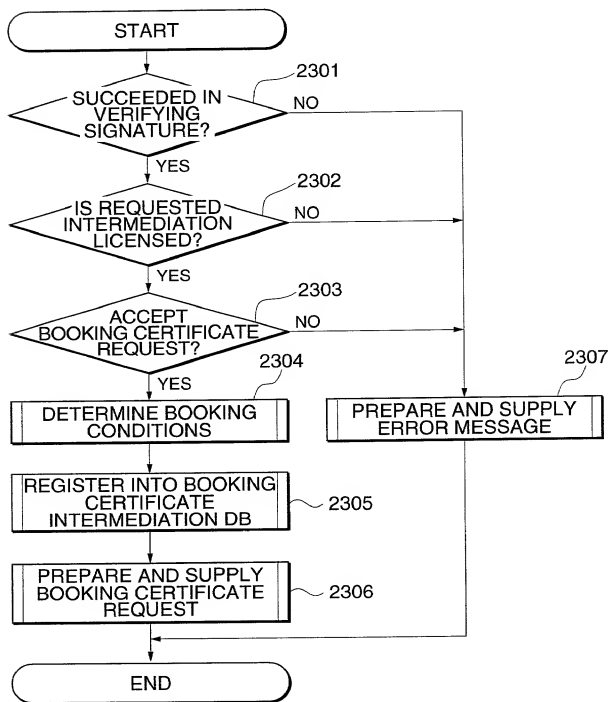 START
2301
SUCCEEDED IN
VERIFYING
SIGNATURE?
NO
YES
2302
IS REQUESTED
INTERMEDIATION
LICENSED?
NO
YES
2303
ACCEPT
BOOKING CERTIFICATE
REQUEST?
NO
YES
2304
DETERMINE BOOKING
CONDITIONS
2307
PREPARE AND SUPPLY
ERROR MESSAGE
REGISTER INTO BOOKING
CERTIFICATE
INTERMEDIATION DB
2305
PREPARE AND SUPPLY
BOOKING CERTIFICATE
REQUEST
2306
END